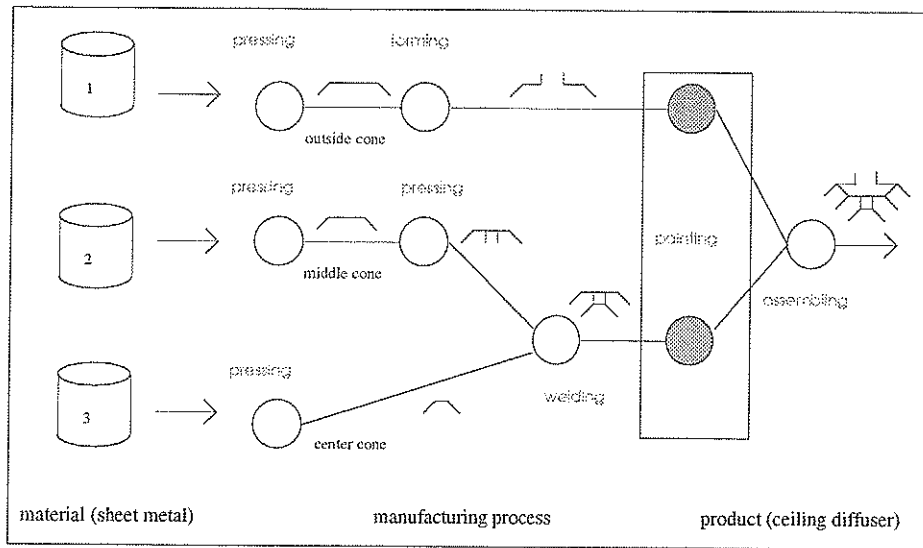 pressing forming
1
outside cone
pressing pressing
2
middle cone
painting
assembling
pressing
welding
3
center cone
material (sheet metal) manufacturing process product (ceiling diffuser)